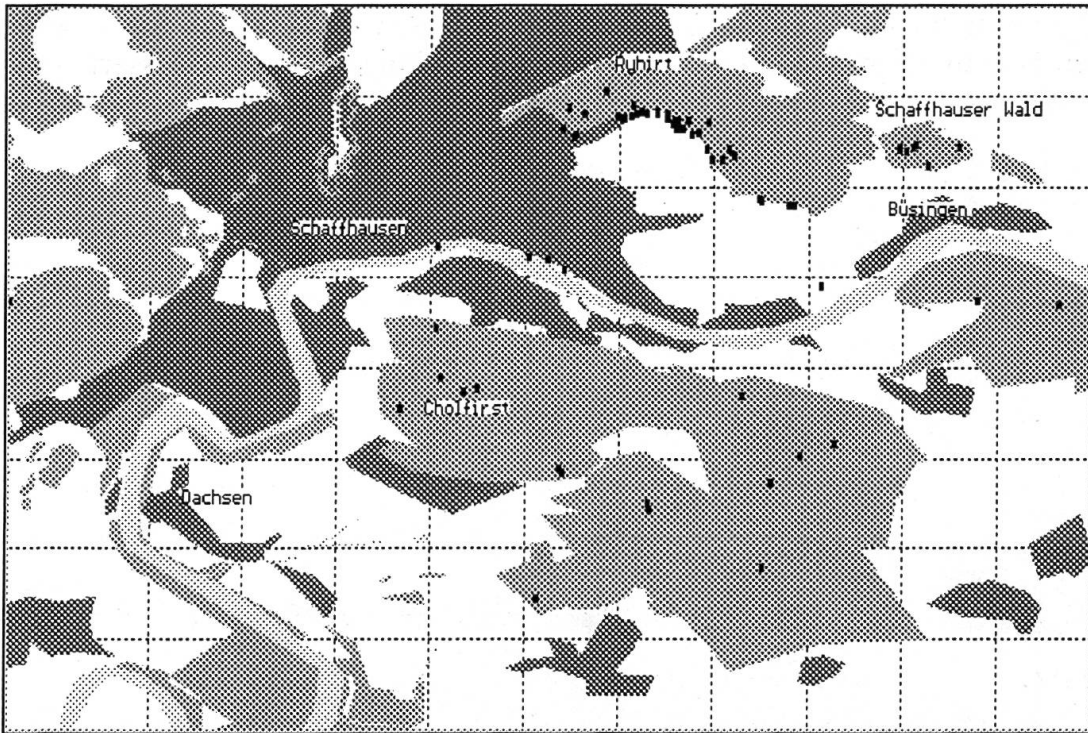 Ruhirt
Schaffhauser Wald
Büsingen
Schaffhausen
Cholfirst
Dachsen